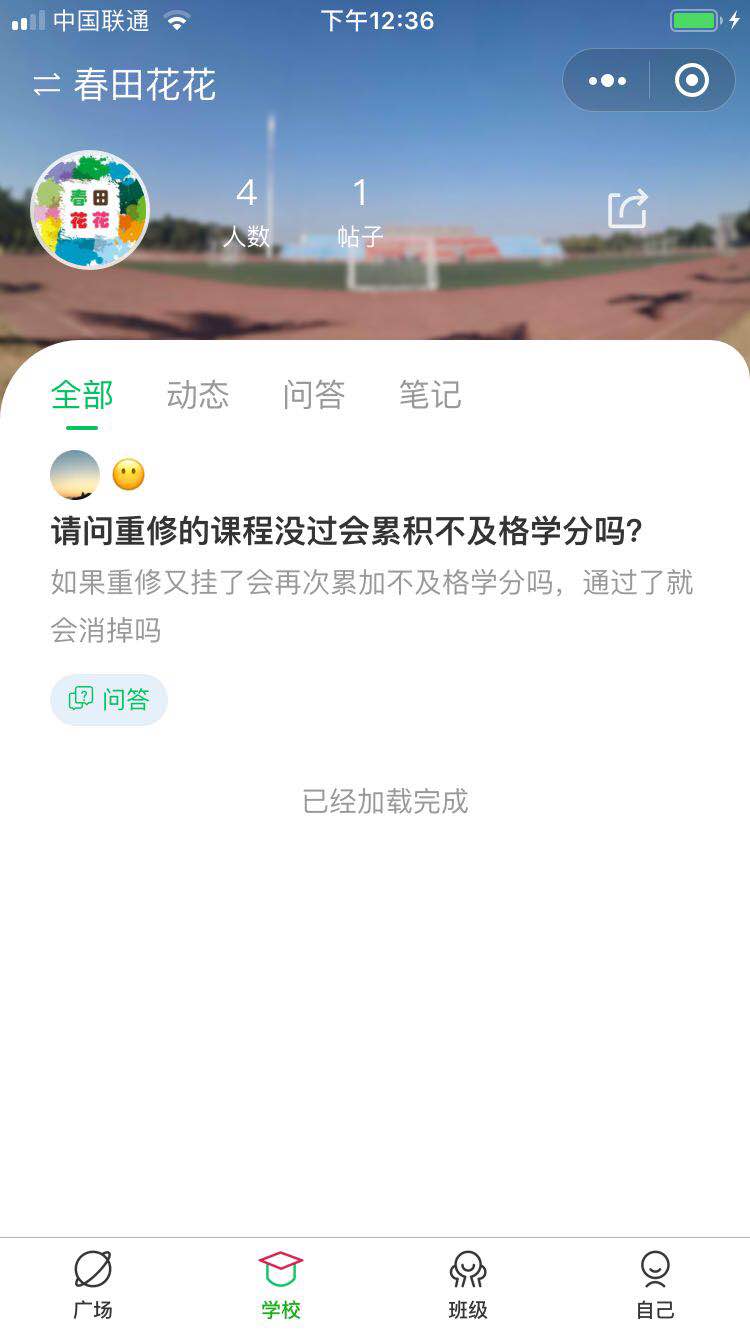 中国联通
下午12:36
春田花花
春田
花花
4
1
人数
帖子
全部
动态
问答
笔记
请问重修的课程没过会累积不及格学分吗?
如果重修又挂了会再次累加不及格学分吗，通过了就
会消掉吗
问答
已经加载完成
广场
学校
班级
自己